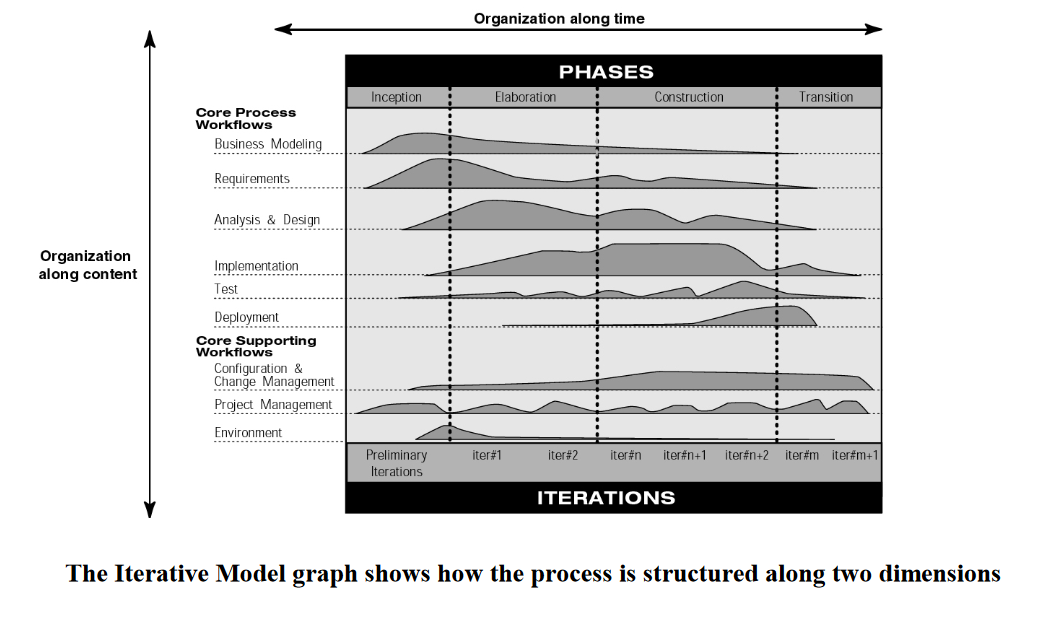 Organization along time
PHASES
Inception Elaboration Construction Transition
Core Process
Workflows
Business Modeling
Requirements
Analysis & Design
Organization
along content
Implementation
Test
Deployment
Core Supporting
Workflows
Configuration &
Change Management
Project Management
Environment
Preliminary
Iterations
iter#1 iter#2 iter#n iter#n+1 iter#n+2 iter#m iter#m+1
ITERATIONS
The Iterative Model graph shows how the process is structured along two dimensions